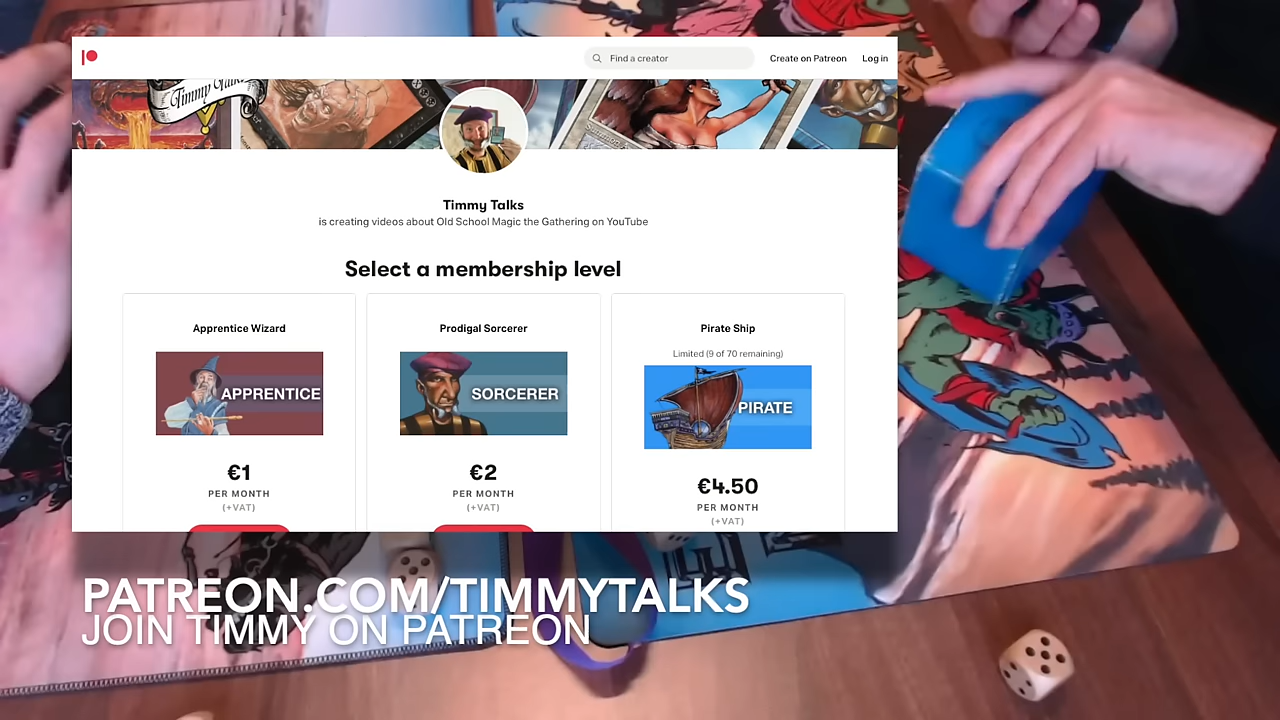 Find a creator
Create on Patreon
Log in
Timmy Talks
Timmy Talks
is creating videos about Old School Magic the Gathering on YouTube
Select a membership level
Apprentice Wizard
Prodigal Sorcerer
Pirate Ship
Limited (9 of 70 remaining)
APPRENTICE
SORCERER
PIRATE
€1
€2
€4.50
PER MONTH
PER MONTH
PER MONTH
(+VAT)
(+VAT)
(+VAT)
PATREON.COM/TIMMYTALKS
JOIN TIMMY ON PATREON